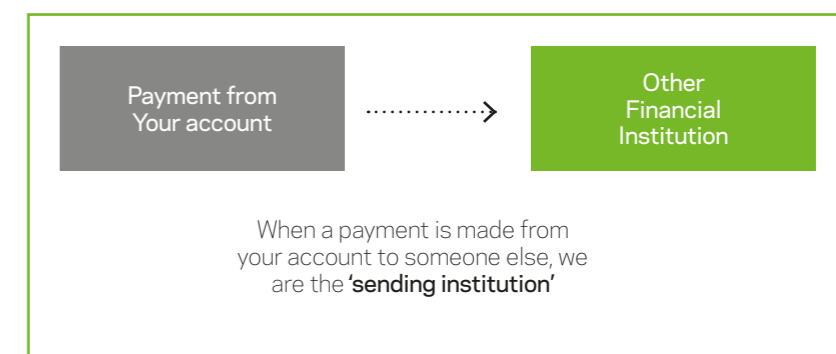 Payment from
Your account
Other
Financial
Institution
When a payment is made from
your account to someone else, we
are the ‘sending institution’